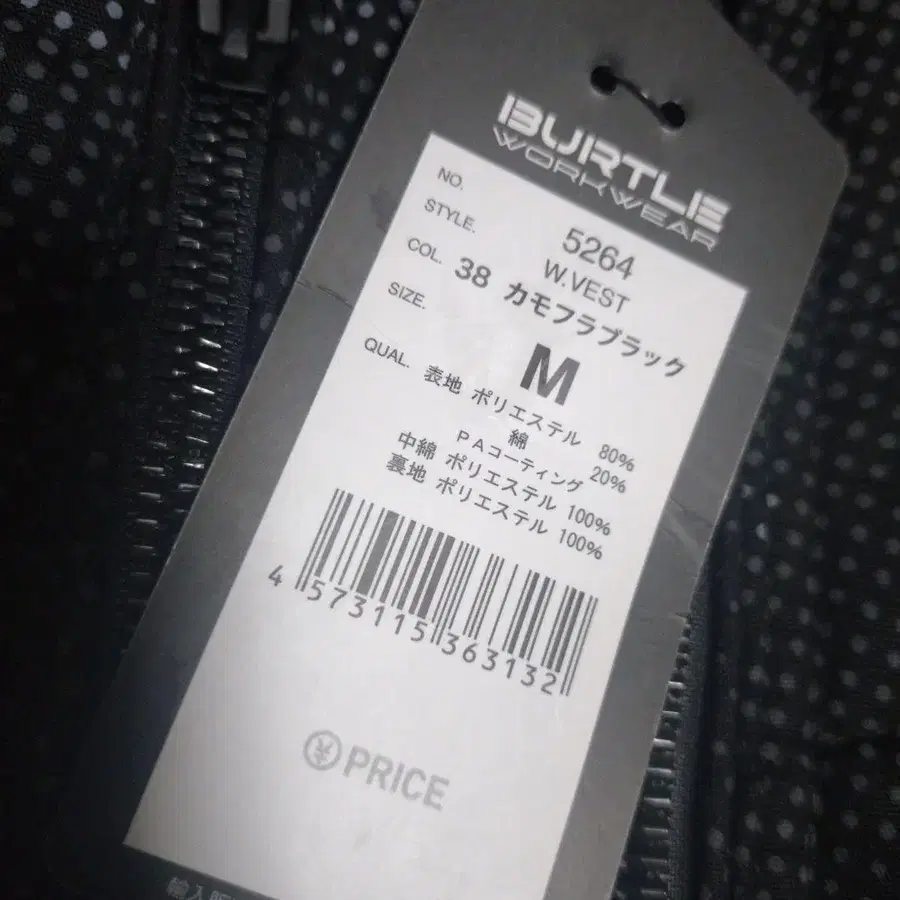 BURTLE
WORKWEAR
NO. 5264
STYLE. W.VEST
COL. 38 カモフラブラック
SIZE. M
QUAL. 表地 ポリエステル 80%
綿 20%
PAコーティング
中綿 ポリエステル 100%
裏地 ポリエステル 100%
4 573115 363132
¥ PRICE
輸入